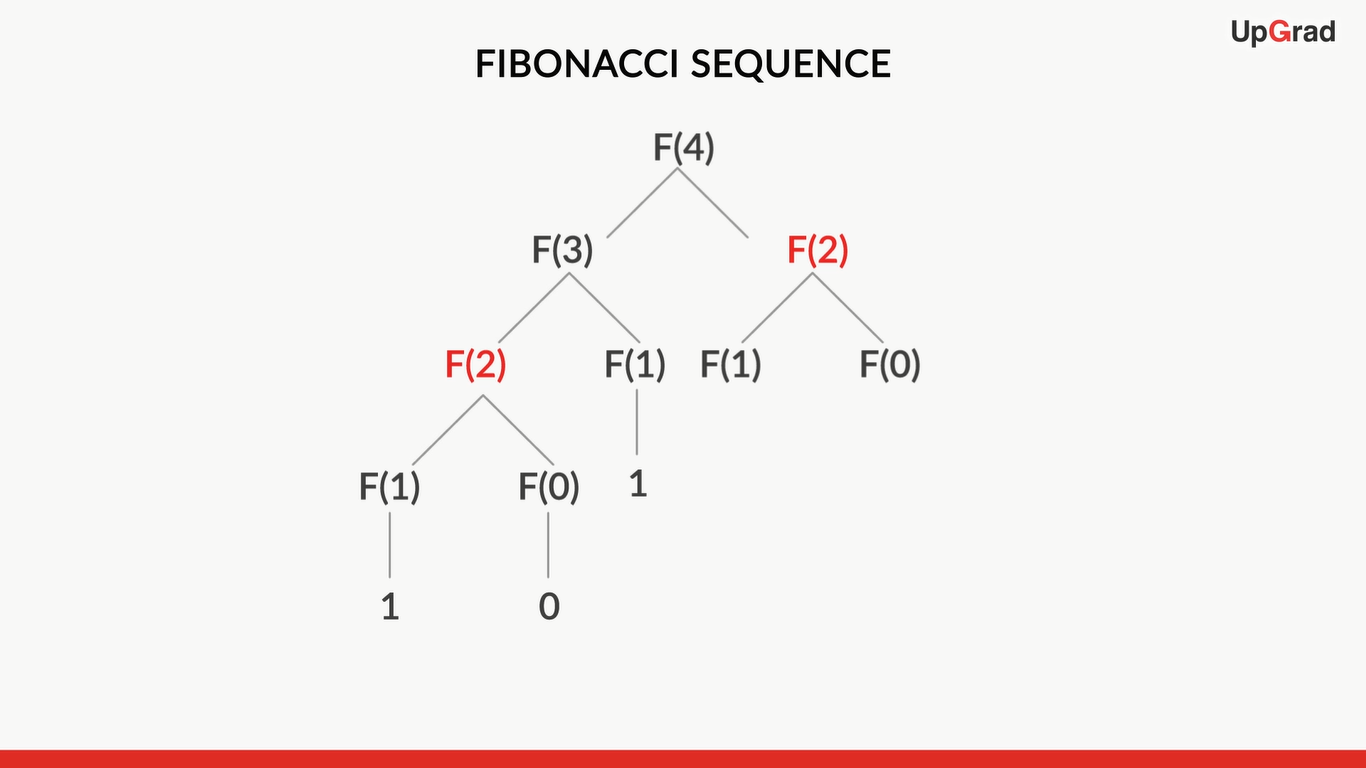 UpGrad
FIBONACCI SEQUENCE
F(4)
F(3) F(2)
F(2) F(1) F(1) F(0)
F(1) F(0) 1
1 0